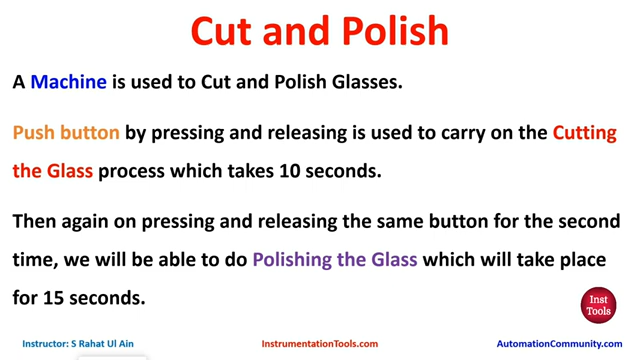 Cut and Polish
A Machine is used to Cut and Polish Glasses.
Push button by pressing and releasing is used to carry on the Cutting
the Glass process which takes 10 seconds.
Then again on pressing and releasing the same button for the second
time, we will be able to do Polishing the Glass which will take place
for 15 seconds.
Inst
Tools
Instructor: S Rahat Ul Ain
InstrumentationTools.com
AutomationCommunity.com